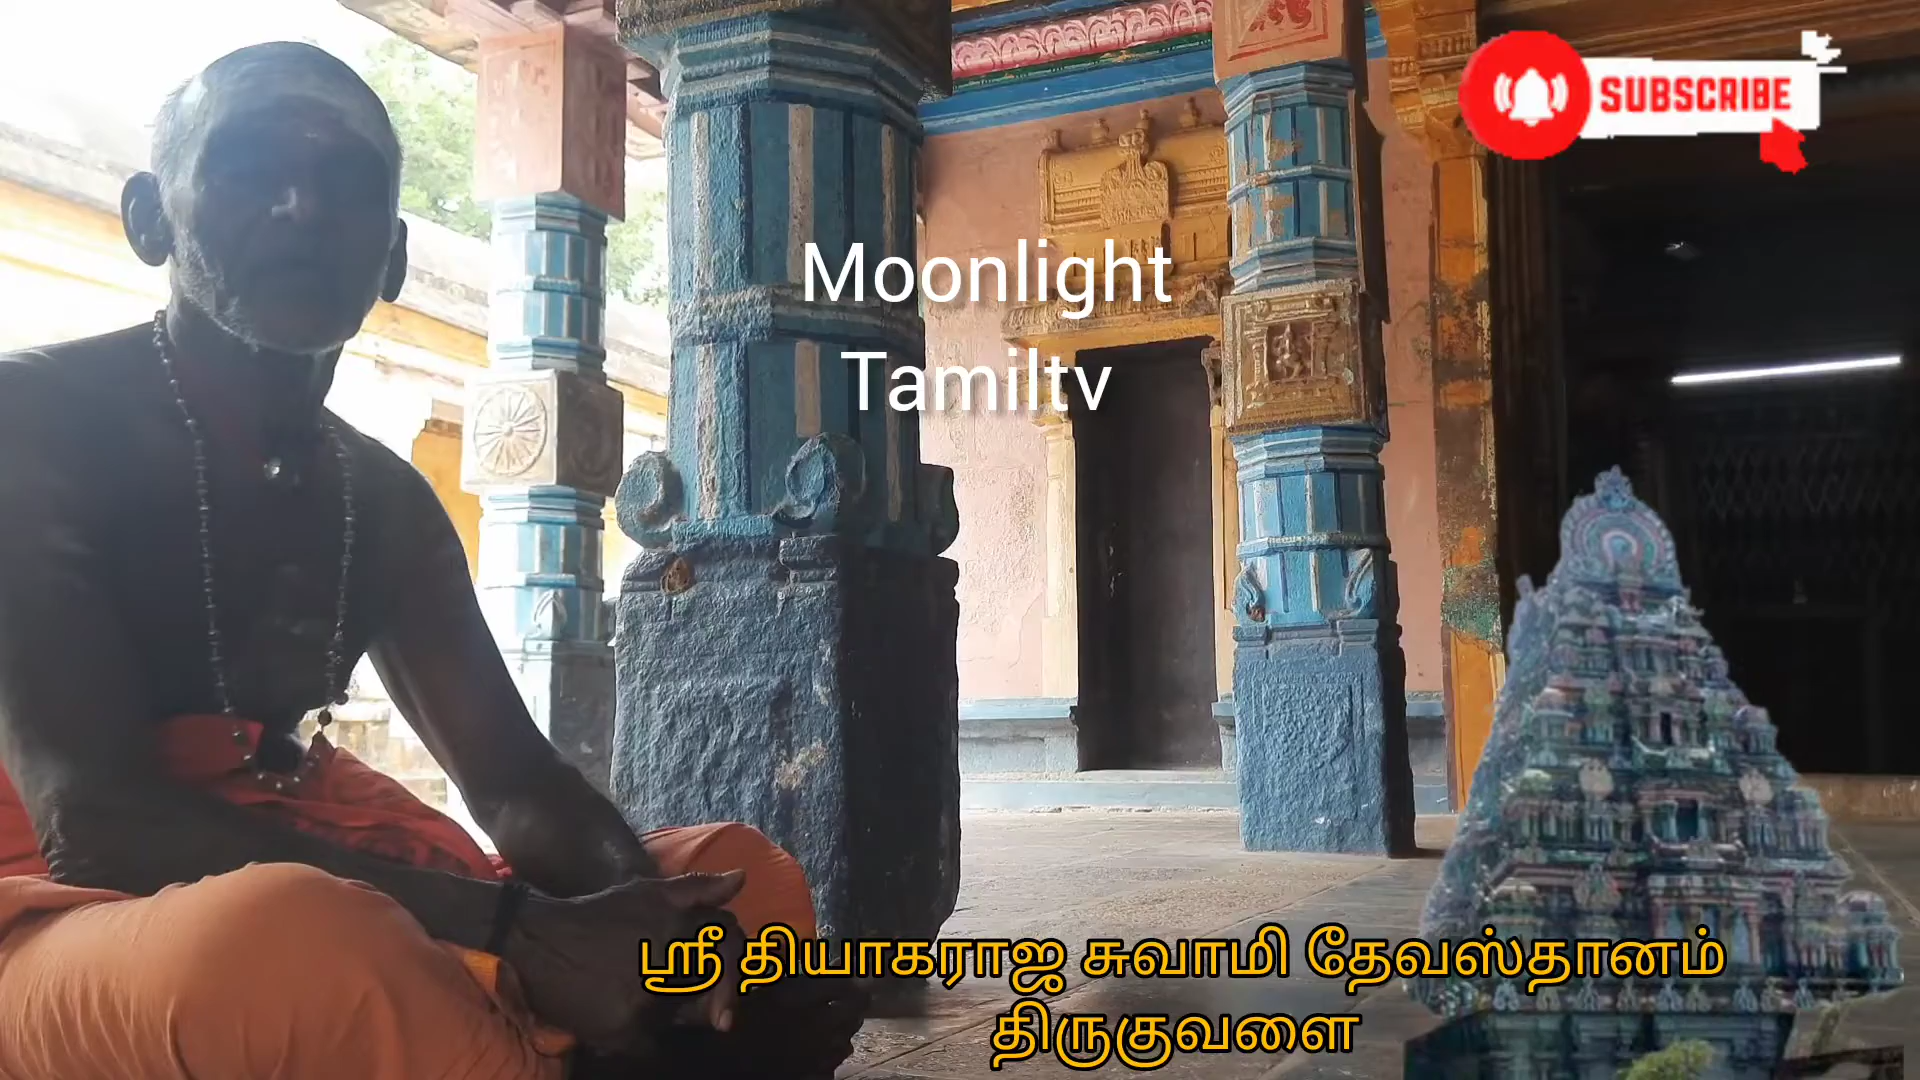 SUBSCRIBE
Moonlight
Tamiltv
ஸ்ரீ தியாகராஜ சுவாமி தேவஸ்தானம்
திருகுவளை